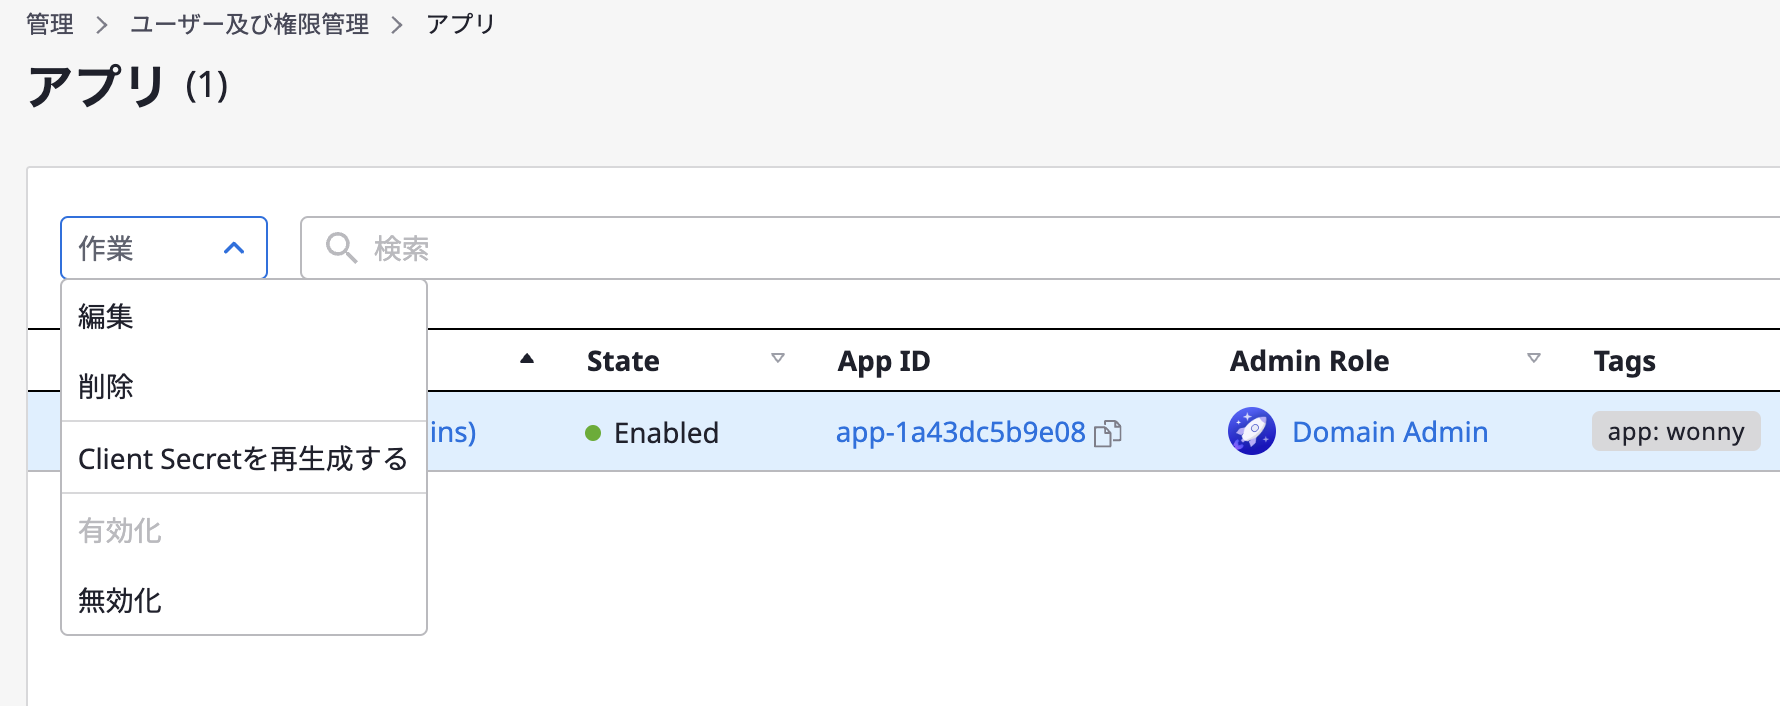 管理 > ユーザー及び権限管理 > アプリ
アプリ (1)
作業
検索
編集
削除
Client Secretを再生成する
有効化
無効化
State App ID Admin Role Tags
ins) Enabled app-1a43dc5b9e08 Domain Admin app: wonny